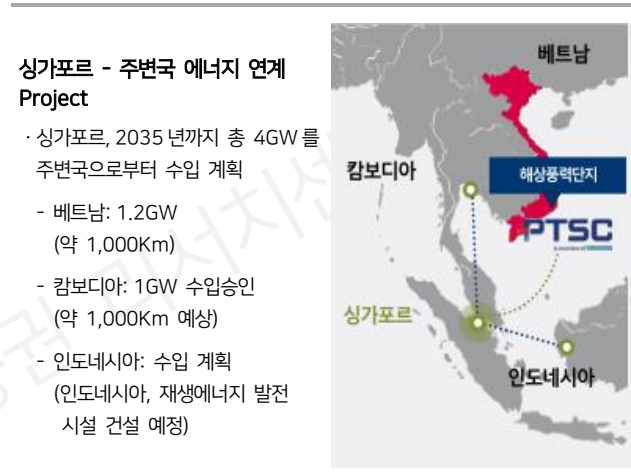 싱가포르 - 주변국 에너지 연계
Project
· 싱가포르, 2035년까지 총 4GW를
주변국으로부터 수입 계획
- 베트남: 1.2GW
(약 1,000Km)
- 캄보디아: 1GW 수입승인
(약 1,000Km 예상)
- 인도네시아: 수입 계획
(인도네시아, 재생에너지 발전
시설 건설 예정)
베트남
캄보디아
해상풍력단지
PTSC
싱가포르
인도네시아